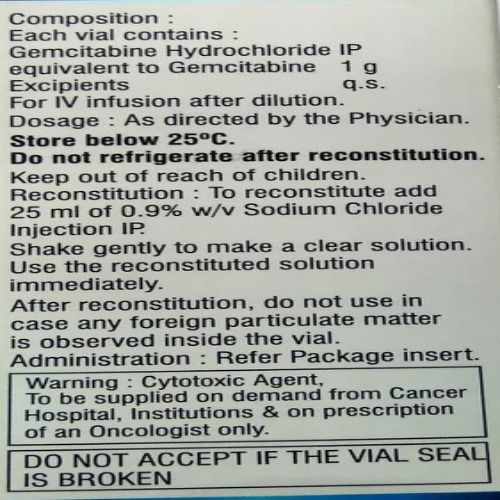 Composition :
Each vial contains :
Gemcitabine Hydrochloride IP
equivalent to Gemcitabine 1 g
Excipients q.s.
For IV infusion after dilution.
Dosage : As directed by the Physician.
Store below 25ºC.
Do not refrigerate after reconstitution.
Keep out of reach of children.
Reconstitution : To reconstitute add
25 ml of 0.9% w/v Sodium Chloride
Injection IP.
Shake gently to make a clear solution.
Use the reconstituted solution
immediately.
After reconstitution, do not use in
case any foreign particulate matter
is observed inside the vial.
Administration : Refer Package insert.
Warning : Cytotoxic Agent,
To be supplied on demand from Cancer
Hospital, Institutions & on prescription
of an Oncologist only.
DO NOT ACCEPT IF THE VIAL SEAL
IS BROKEN